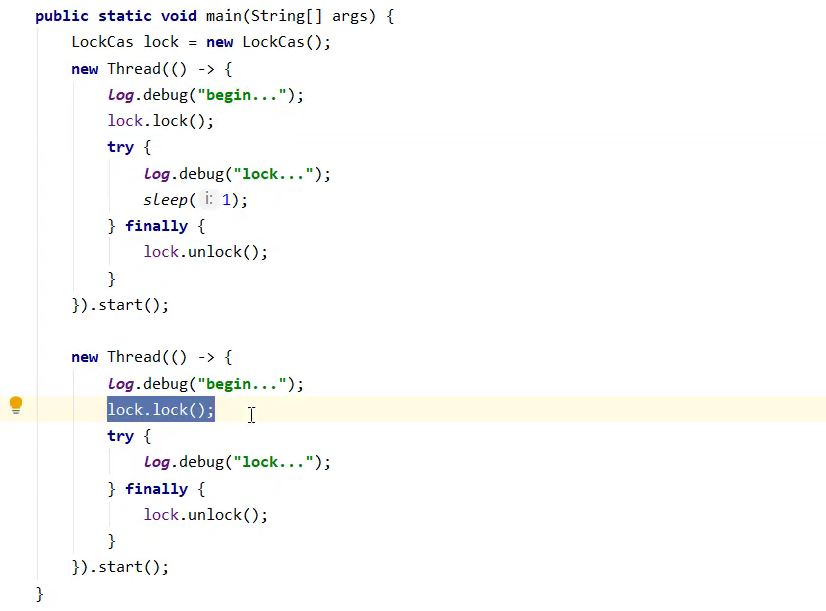 public static void main(String[] args) {
    LockCas lock = new LockCas();
    new Thread(() -> {
        log.debug("begin...");
        lock.lock();
        try {
            log.debug("lock...");
            sleep( i: 1);
        } finally {
            lock.unlock();
        }
    }).start();

    new Thread(() -> {
        log.debug("begin...");
        lock.lock();
        try {
            log.debug("lock...");
        } finally {
            lock.unlock();
        }
    }).start();
}